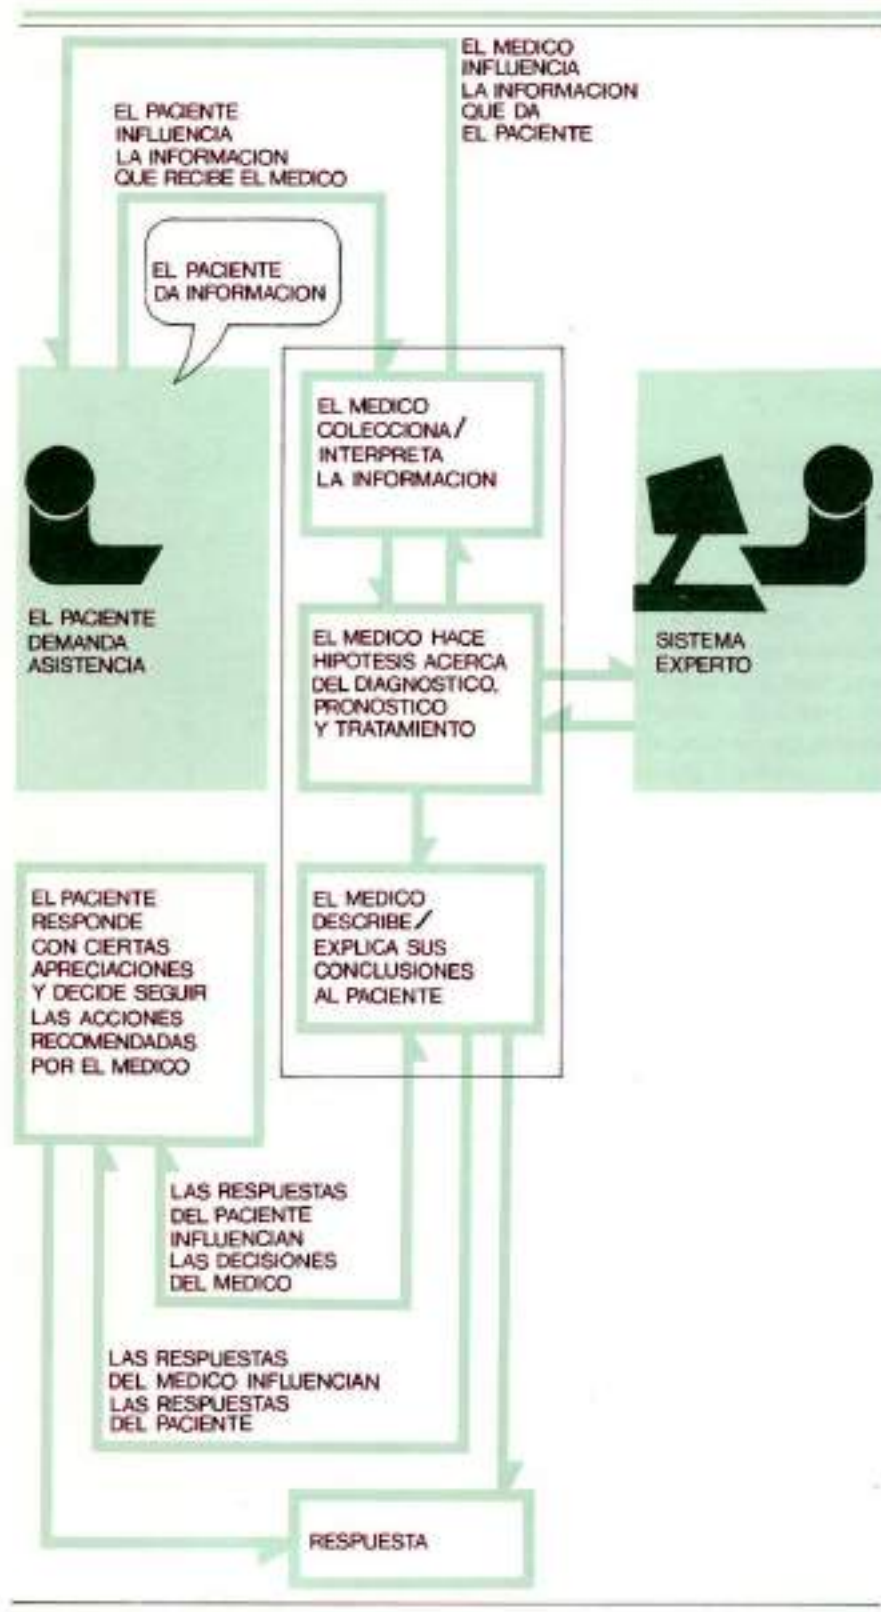 EL MEDICO
INFLUENCIA
LA INFORMACION
QUE DA
EL PACIENTE
EL PACIENTE
INFLUENCIA
LA INFORMACION
QUE RECIBE EL MEDICO
EL PACIENTE
DA INFORMACION
EL MEDICO
COLECCIONA/
INTERPRETA
LA INFORMACION
EL PACIENTE
DEMANDA
ASISTENCIA
EL MEDICO HACE
HIPOTESIS ACERCA
DEL DIAGNOSTICO,
PRONOSTICO
Y TRATAMIENTO
SISTEMA
EXPERTO
EL PACIENTE
RESPONDE
CON CIERTAS
APRECIACIONES
Y DECIDE SEGUIR
LAS ACCIONES
RECOMENDADAS
POR EL MEDICO
EL MEDICO
DESCRIBE/
EXPLICA SUS
CONCLUSIONES
AL PACIENTE
LAS RESPUESTAS
DEL PACIENTE
INFLUENCIAN
LAS DECISIONES
DEL MEDICO
LAS RESPUESTAS
DEL MEDICO INFLUENCIAN
LAS RESPUESTAS
DEL PACIENTE
RESPUESTA